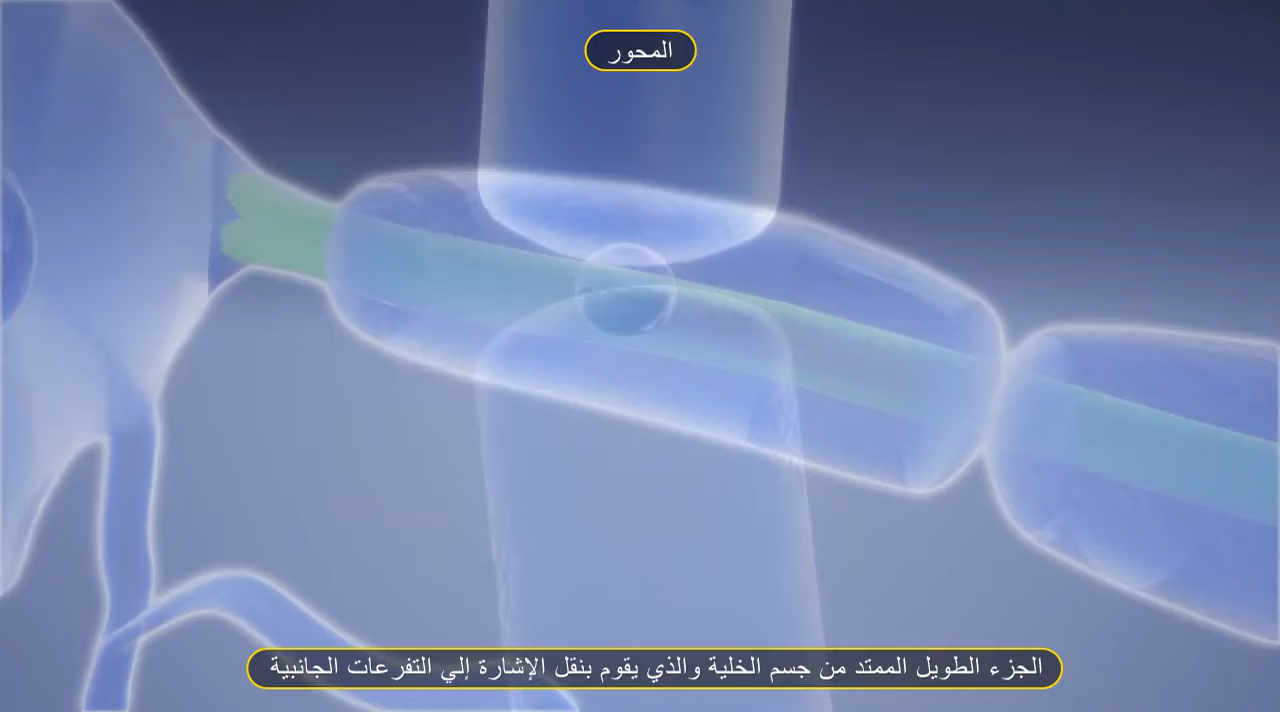 المحور
الجزء الطويل الممتد من جسم الخلية والذي يقوم بنقل الإشارة إلي التفرعات الجانبية